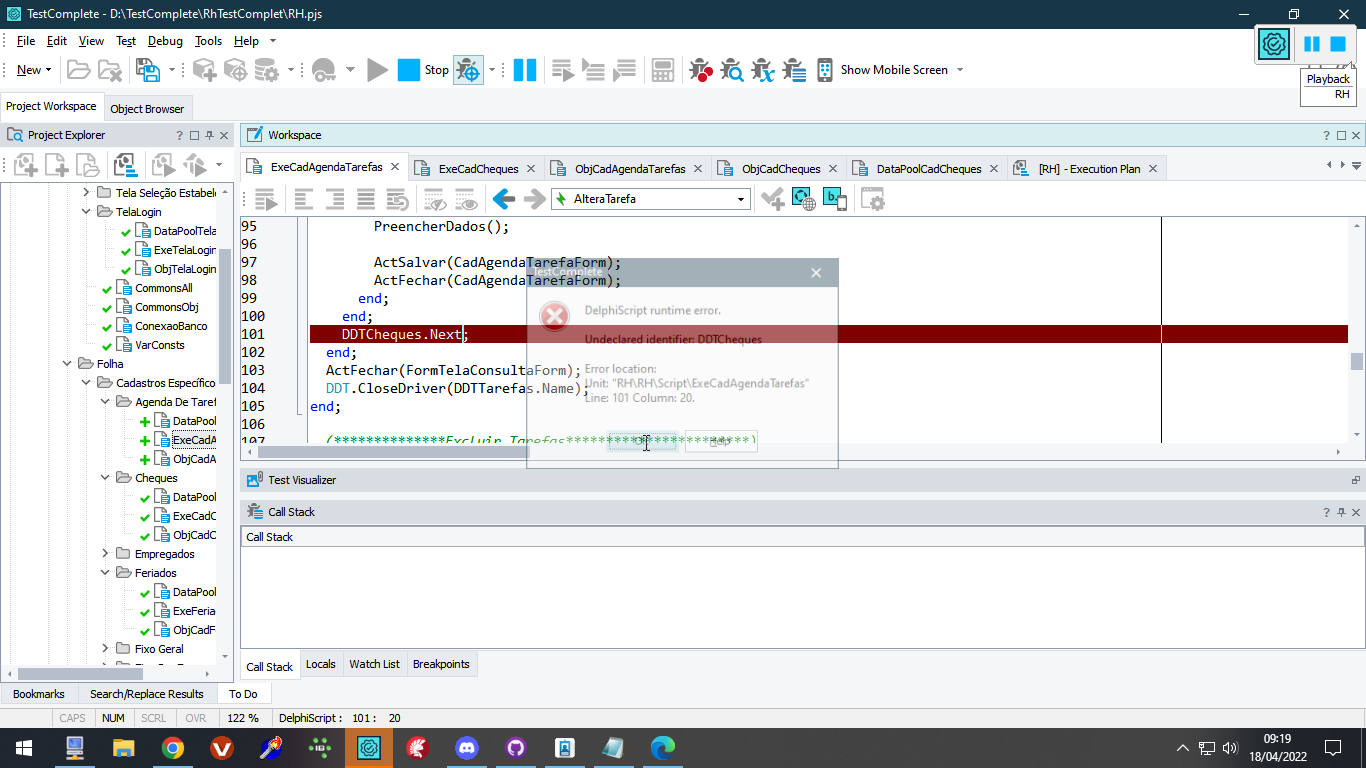 TestComplete - D:\TestComplete\RhTestComplet\RH.pjs
File Edit View Test Debug Tools Help
New Stop Show Mobile Screen
Playback
RH
Project Workspace Object Browser
Project Explorer
Workspace
ExeCadAgendaTarefas ExeCadCheques ObjCadAgendaTarefas ObjCadCheques DataPoolCadCheques [RH] - Execution Plan
AlteraTarefa
Tela Seleção Estabele
TelaLogin
DataPoolTela
ExeTelaLogin
ObjTelaLogin
CommonsAll
CommonsObj
ConexaoBanco
VarConsts
Folha
Cadastros Específico
Agenda De Taref
DataPool
ExeCadA
ObjCadA
Cheques
DataPool
ExeCadC
ObjCadC
Empregados
Feriados
DataPool
ExeFeria
ObjCadF
Fixo Geral
95 PreencherDados();
96
97 ActSalvar(CadAgendaTarefaForm);
98 ActFechar(CadAgendaTarefaForm);
99 end;
100 end;
101 DDTCheques.Next;
102 end;
103 ActFechar(FormTelaConsultaForm);
104 DDT.CloseDriver(DDTTarefas.Name);
105 end;
106
107 (**************Excluir Tarefas***********************)
TestComplete
DelphiScript runtime error.
Undeclared identifier: DDTCheques
Error location:
Unit: "RH\RH\Script\ExeCadAgendaTarefas"
Line: 101 Column: 20.
Help
Test Visualizer
Call Stack
Call Stack
Call Stack Locals Watch List Breakpoints
Bookmarks Search/Replace Results To Do
CAPS NUM SCRL OVR 122 % DelphiScript : 101 : 20
09:19
18/04/2022